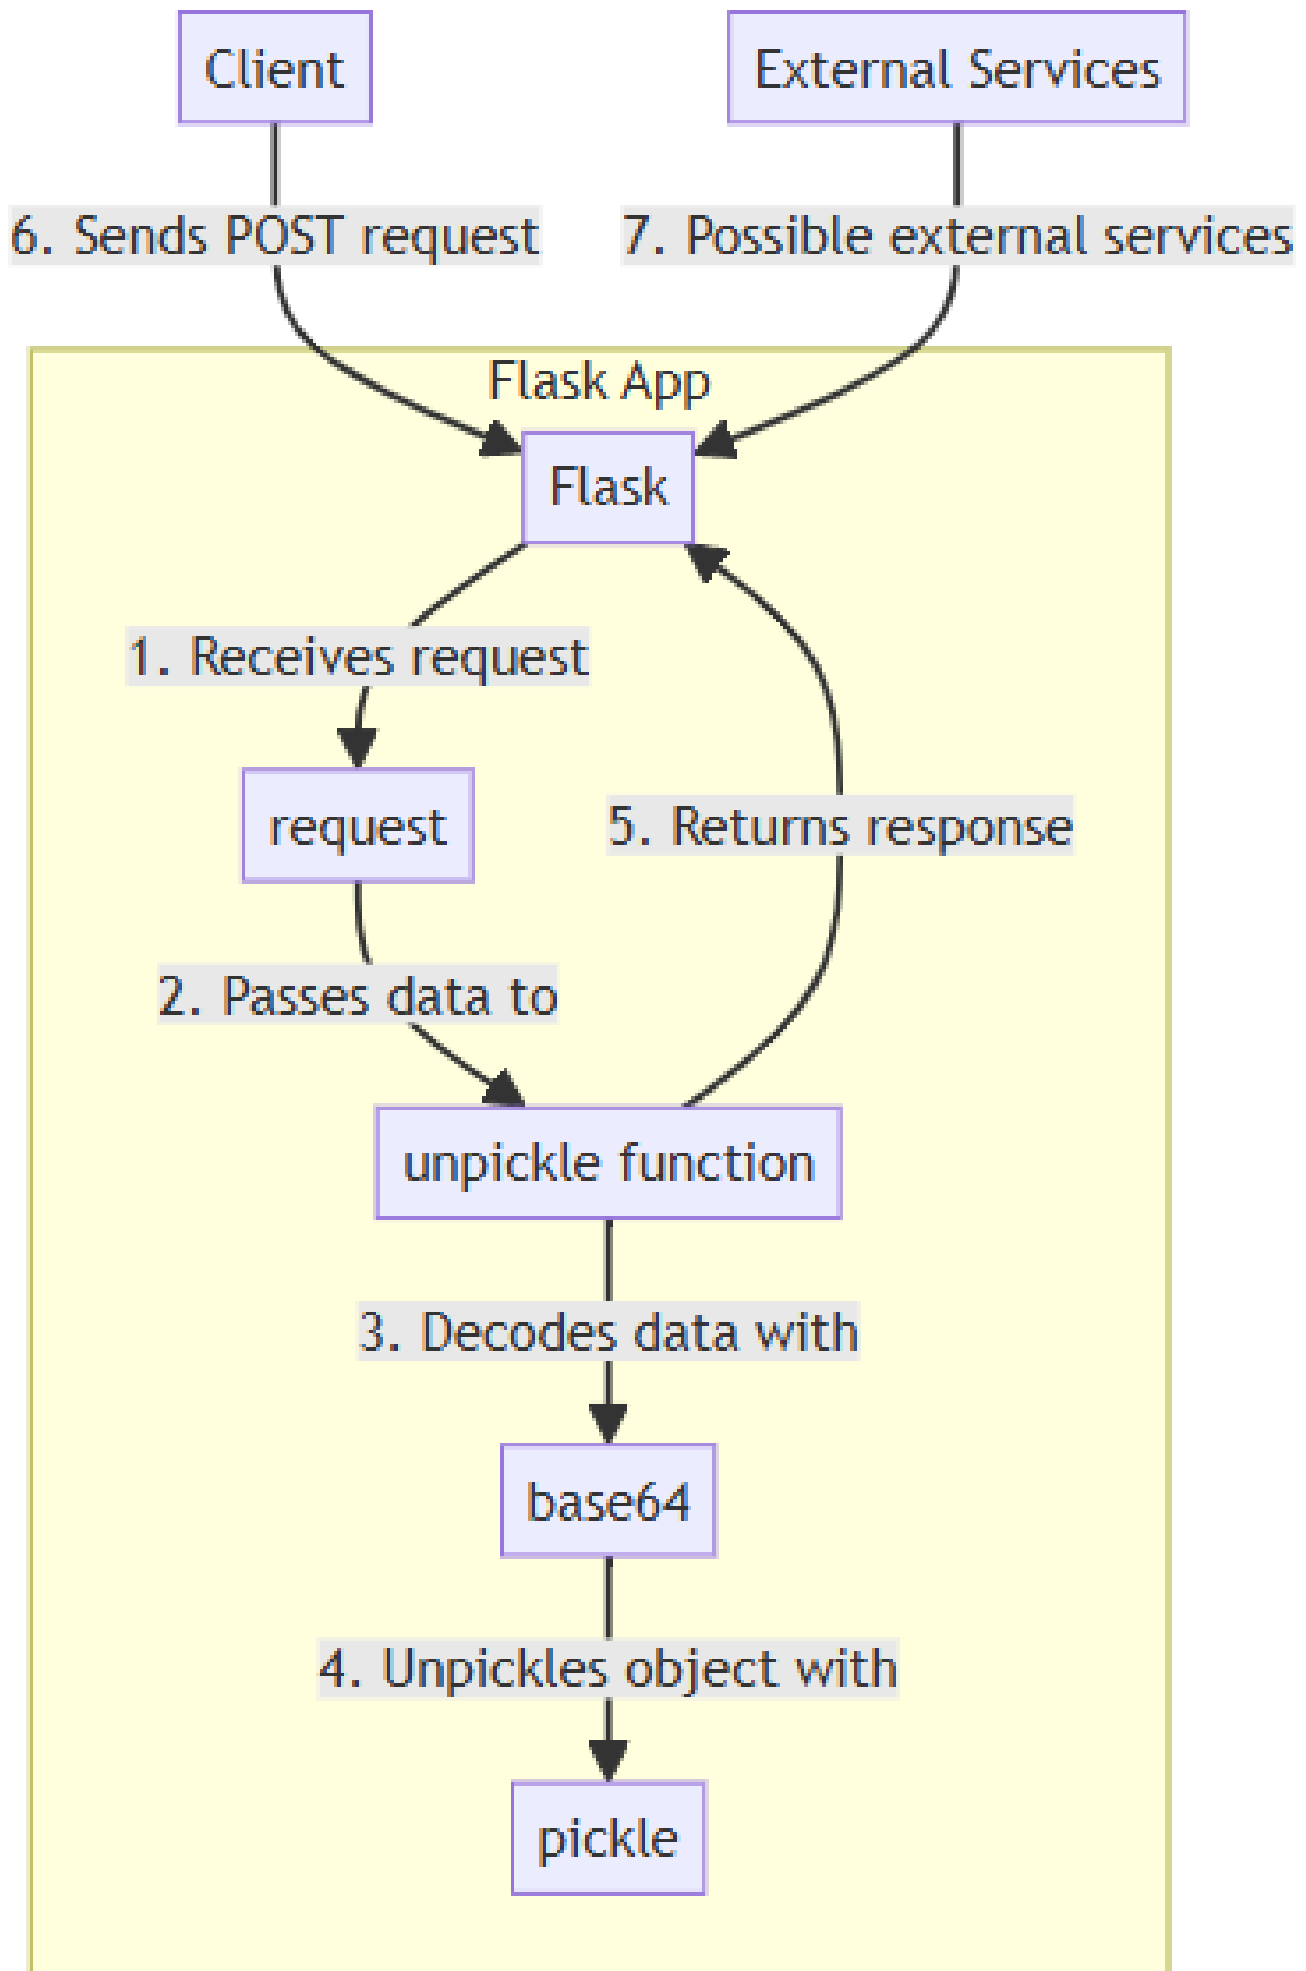 Client
External Services
6. Sends POST request
7. Possible external services
Flask App
Flask
1. Receives request
request
5. Returns response
2. Passes data to
unpickle function
3. Decodes data with
base64
4. Unpickles object with
pickle